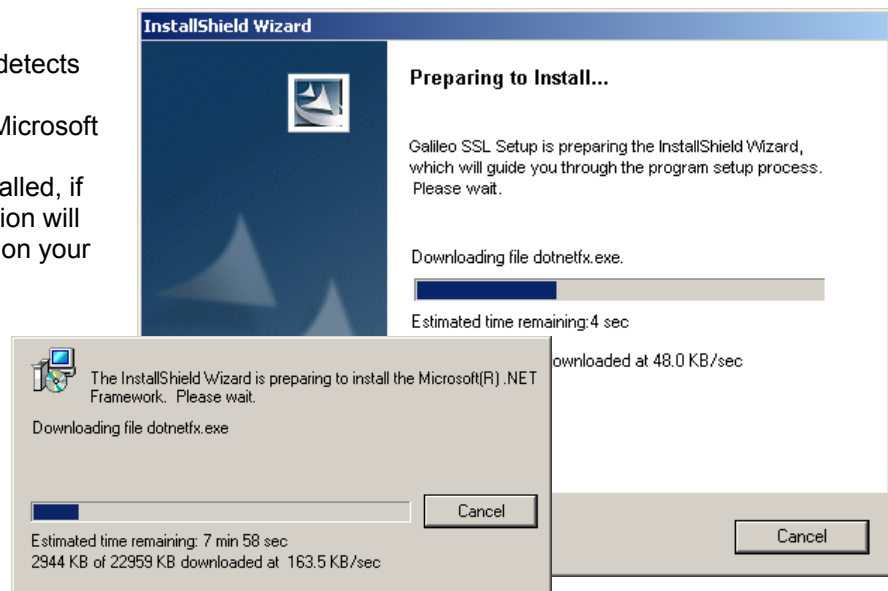 detects
Microsoft
alled, if
ion will
on your
InstallShield Wizard
Preparing to Install...
Galileo SSL Setup is preparing the InstallShield Wizard,
which will guide you through the program setup process.
Please wait.
Downloading file dotnetfx.exe.
Estimated time remaining:4 sec
ownloaded at 48.0 KB/sec
Cancel
The InstallShield Wizard is preparing to install the Microsoft(R) .NET
Framework. Please wait.
Downloading file dotnetfx.exe
Cancel
Estimated time remaining: 7 min 58 sec
2944 KB of 22959 KB downloaded at 163.5 KB/sec